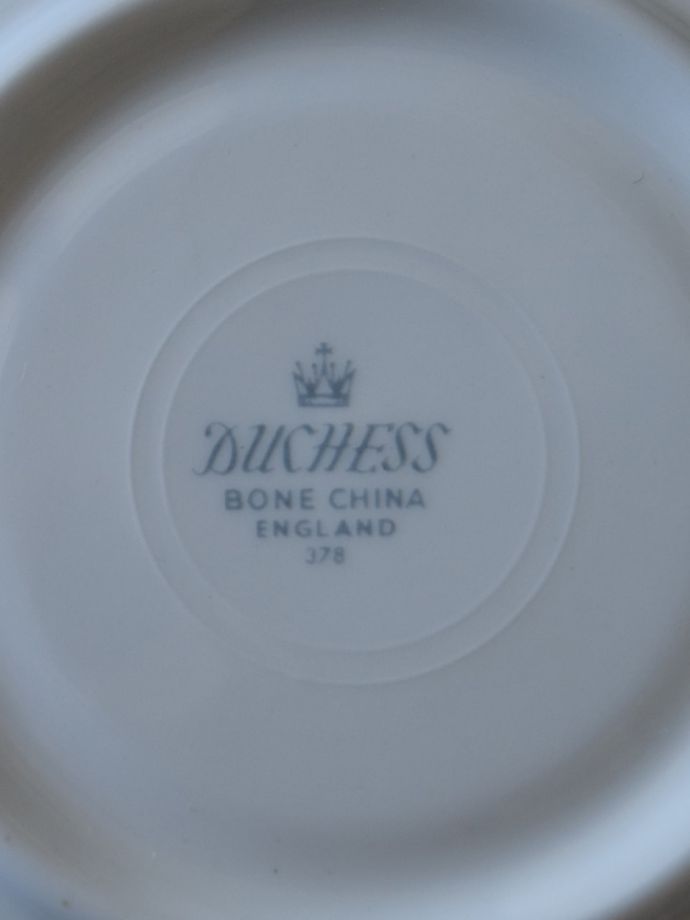 DUCHESS
BONE CHINA
ENGLAND
378